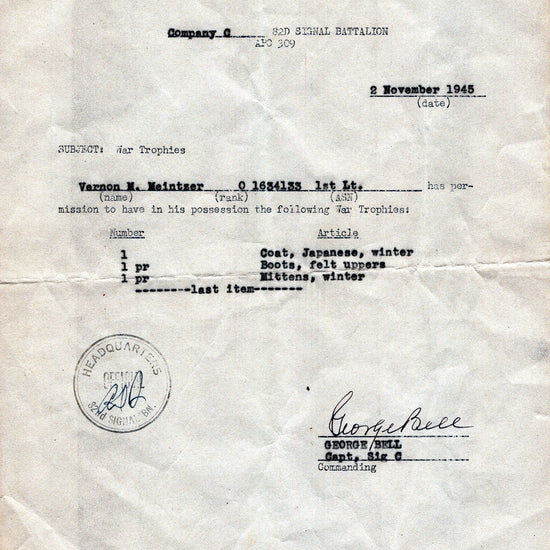 Company C 82D SIGNAL BATTALION
APO 309
2 November 1945
(date)
SUBJECT: War Trophies
Vernon M. Meintzer O 1634133 1st Lt. has per-
(name) (rank) (ASN)
mission to have in his possession the following War Trophies:
Number Article
1 Coat, Japanese, winter
1 pr Boots, felt uppers
1 pr Mittens, winter
--------last item-------
HEADQUARTERS
OFFICIAL
82ND SIGNAL BN.
George Bell
GEORGE BELL
Capt, Sig C
Commanding